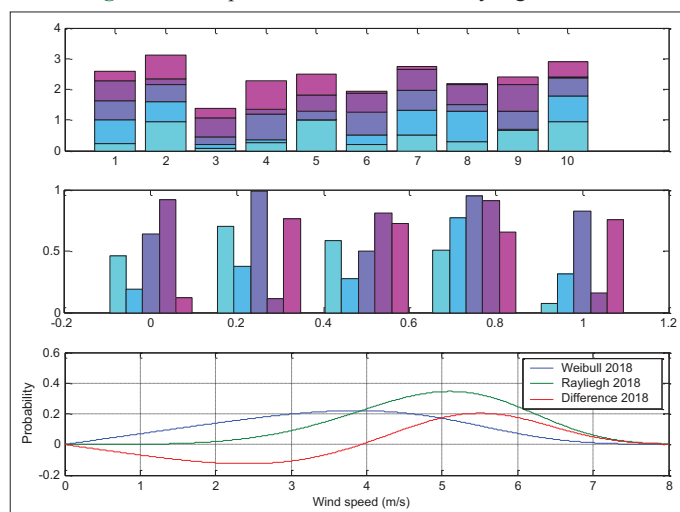 4
3
2
1
0
1 2 3 4 5 6 7 8 9 10
1
0.5
0
-0.2 0 0.2 0.4 0.6 0.8 1 1.2
0.6
0.4
0.2
0
-0.2
Probability
Weibull 2018
Rayliegh 2018
Difference 2018
0 1 2 3 4 5 6 7 8
Wind speed (m/s)